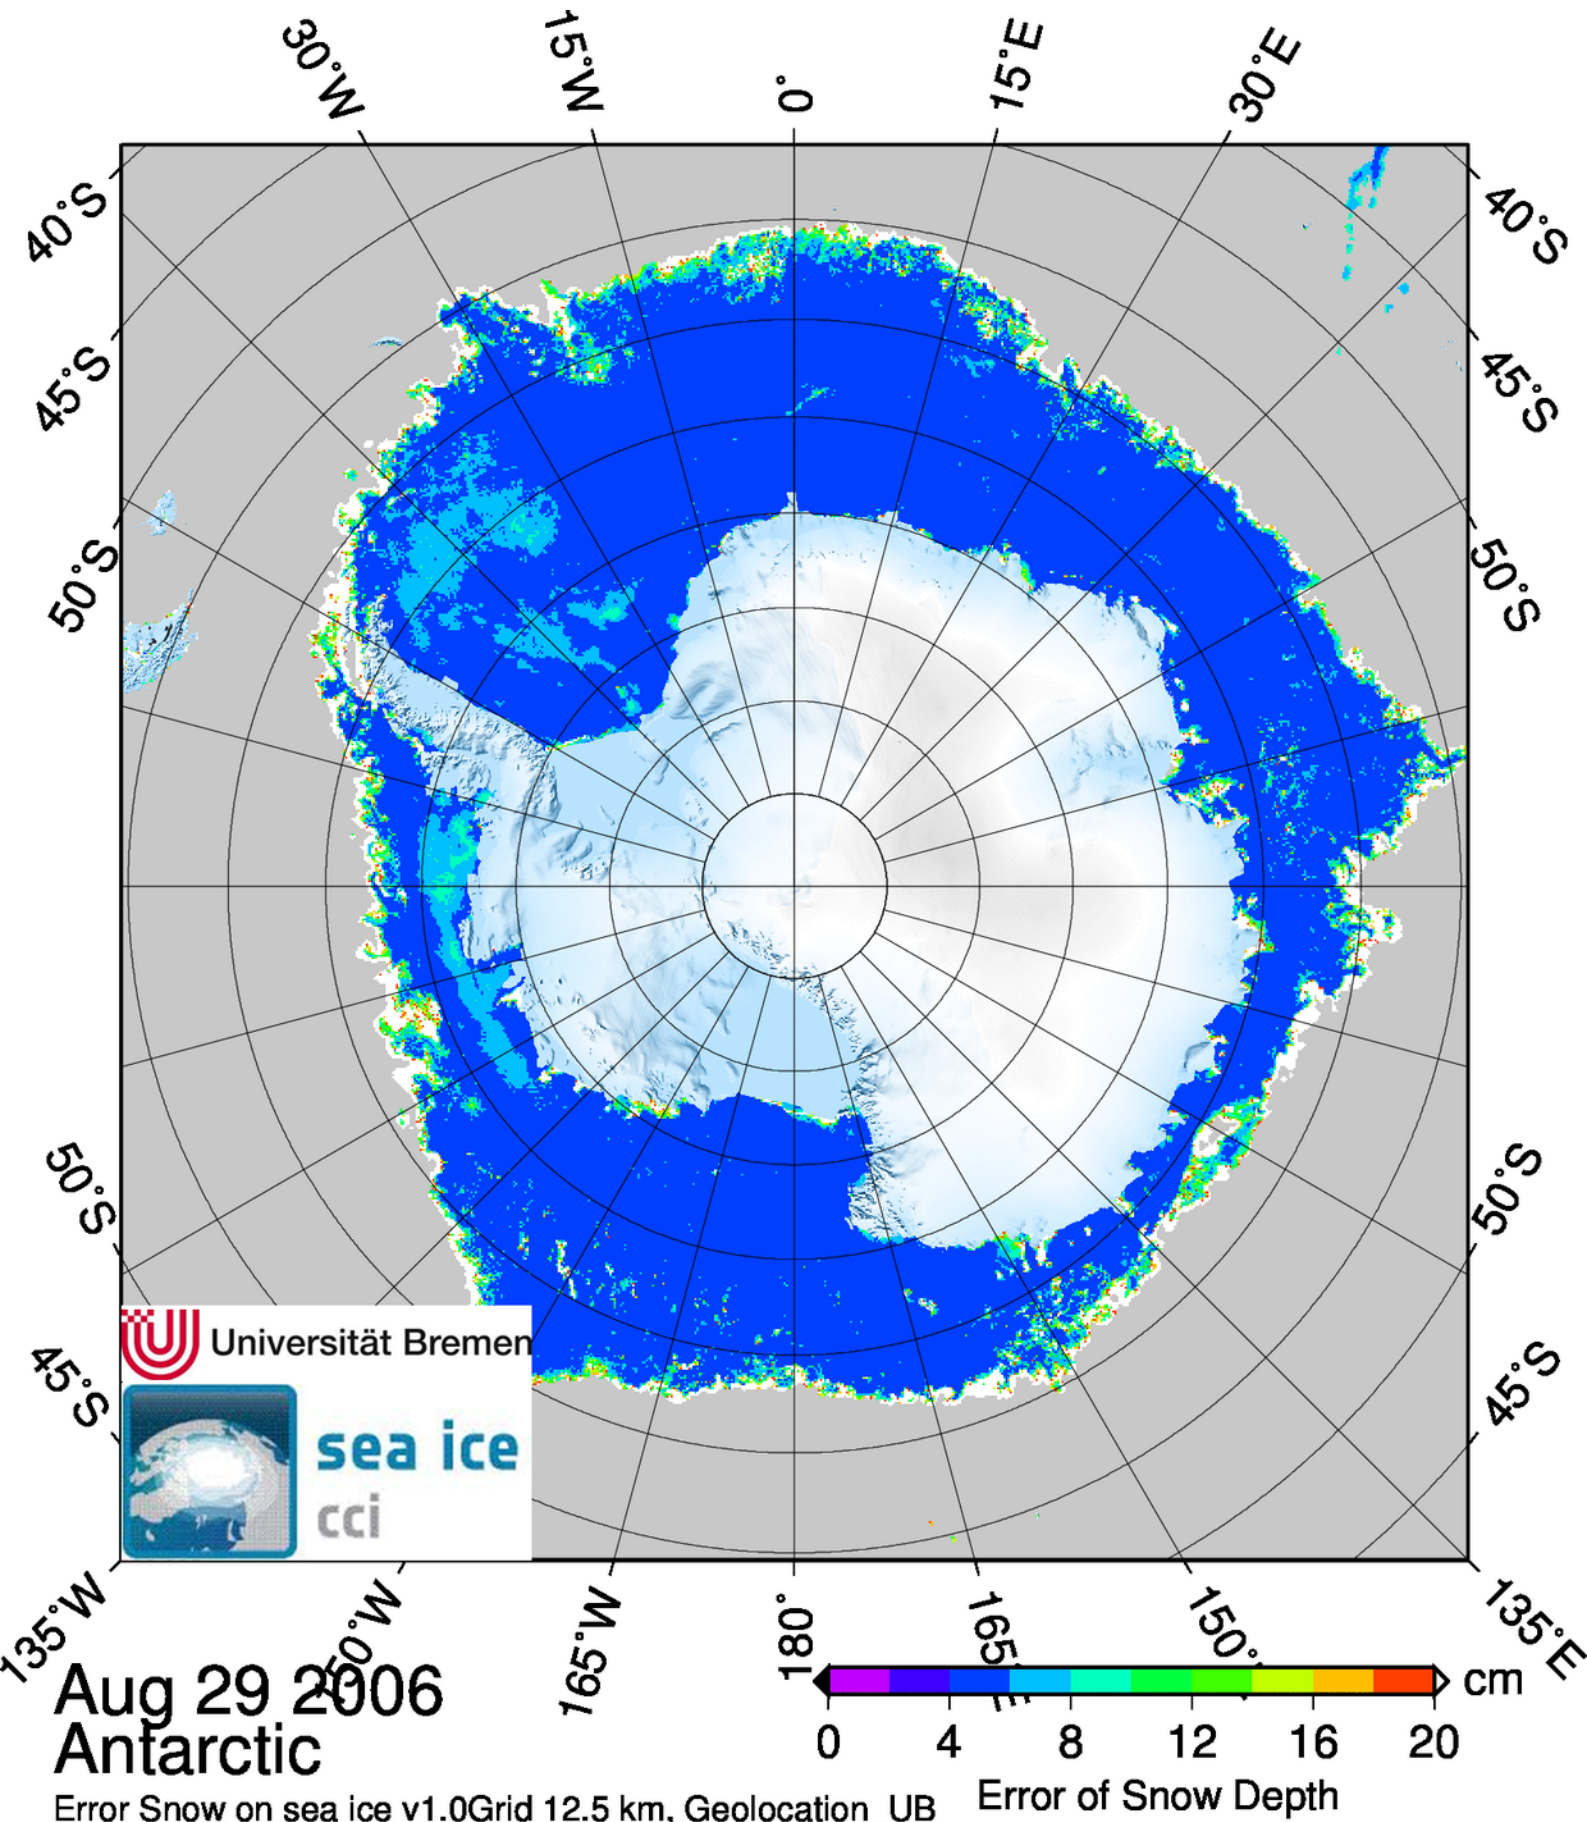 30°W 15°W 0° 15°E 30°E
40°S 40°S
45°S 45°S
50°S 50°S
50°S 50°S
45°S 45°S
Universität Bremen
sea ice
cci
135°W 150°W 165°W 180° 165°E 150° 135°E
Aug 29 2006
Antarctic
Error Snow on sea ice v1.0Grid 12.5 km, Geolocation UB
cm
0 4 8 12 16 20
Error of Snow Depth